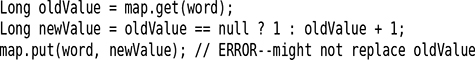 Long oldValue = map.get(word);
Long newValue = oldValue == null ? 1 : oldValue + 1;
map.put(word, newValue); // ERROR--might not replace oldValue